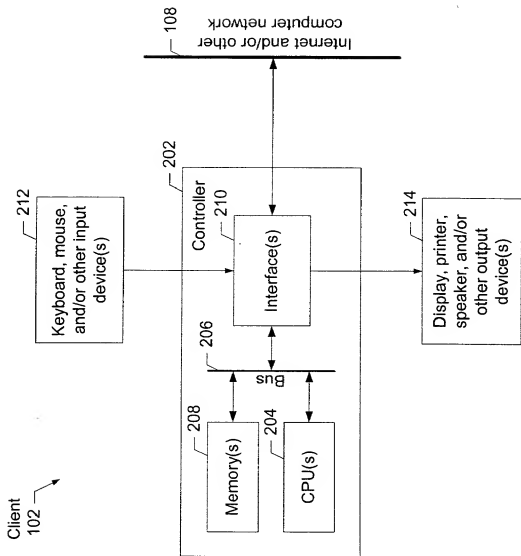 Client
102
212
Keyboard, mouse,
and/or other input
device(s)
202
Controller
210
Interface(s)
206
Bus
208
Memory(s)
204
CPU(s)
214
Display, printer,
speaker, and/or
other output
device(s)
108
Internet and/or other
computer network